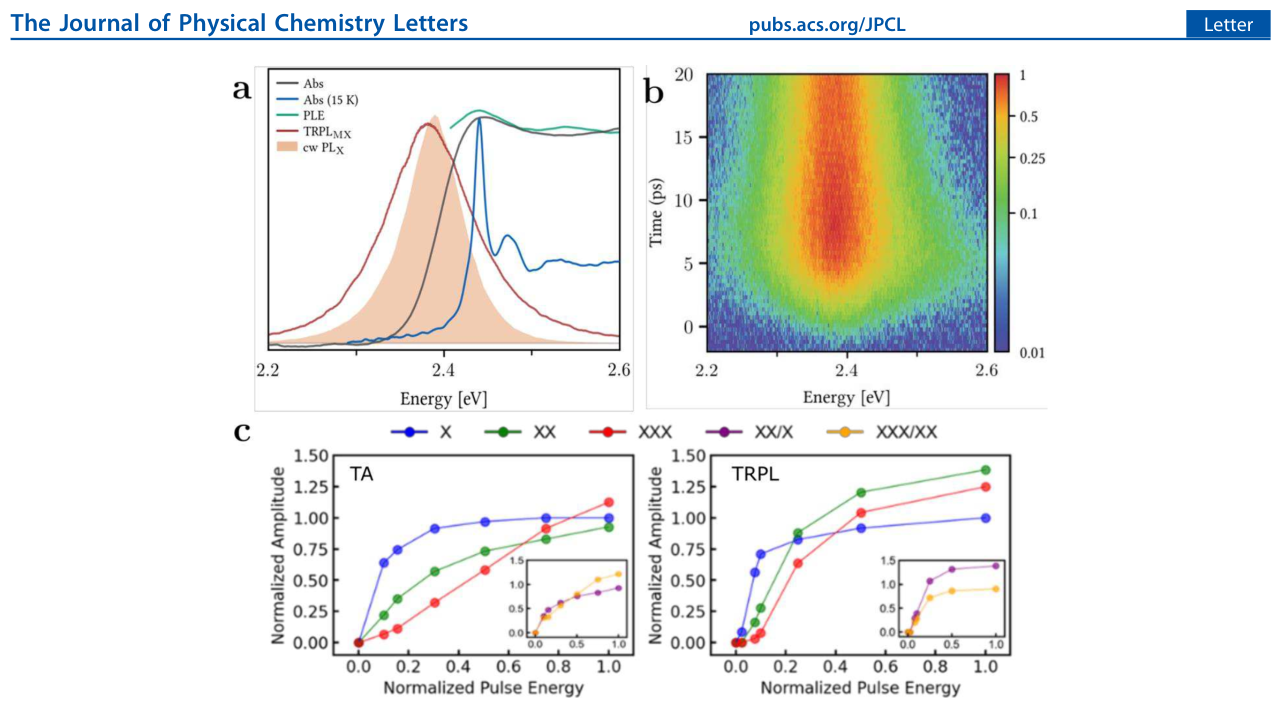 The Journal of Physical Chemistry Letters
pubs.acs.org/JPCL
Letter
a
Abs
Abs (15 K)
PLE
TRPL_MX
cw PL_X
2.2
2.4
2.6
Energy [eV]
b
20
15
10
5
0
Time (ps)
2.2
2.4
2.6
Energy [eV]
1
0.5
0.25
0.1
0.01
c
X
XX
XXX
XX/X
XXX/XX
TA
Normalized Amplitude
1.50
1.25
1.00
0.75
0.50
0.25
0.00
0.0
0.2
0.4
0.6
0.8
1.0
Normalized Pulse Energy
1.5
1.0
0.5
0.0
0.0
0.5
1.0
TRPL
Normalized Amplitude
1.50
1.25
1.00
0.75
0.50
0.25
0.00
0.0
0.2
0.4
0.6
0.8
1.0
Normalized Pulse Energy
1.5
1.0
0.5
0.0
0.0
0.5
1.0